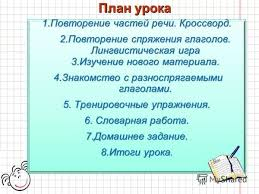 План урока
1.Повторение частей речи. Кроссворд.
2.Повторение спряжения глаголов.
Лингвистическая игра
3.Изучение нового материала.
4.Знакомство с разноспрягаемыми
глаголами.
5. Тренировочные упражнения.
6. Словарная работа.
7.Домашнее задание.
8.Итоги урока.
MyShared